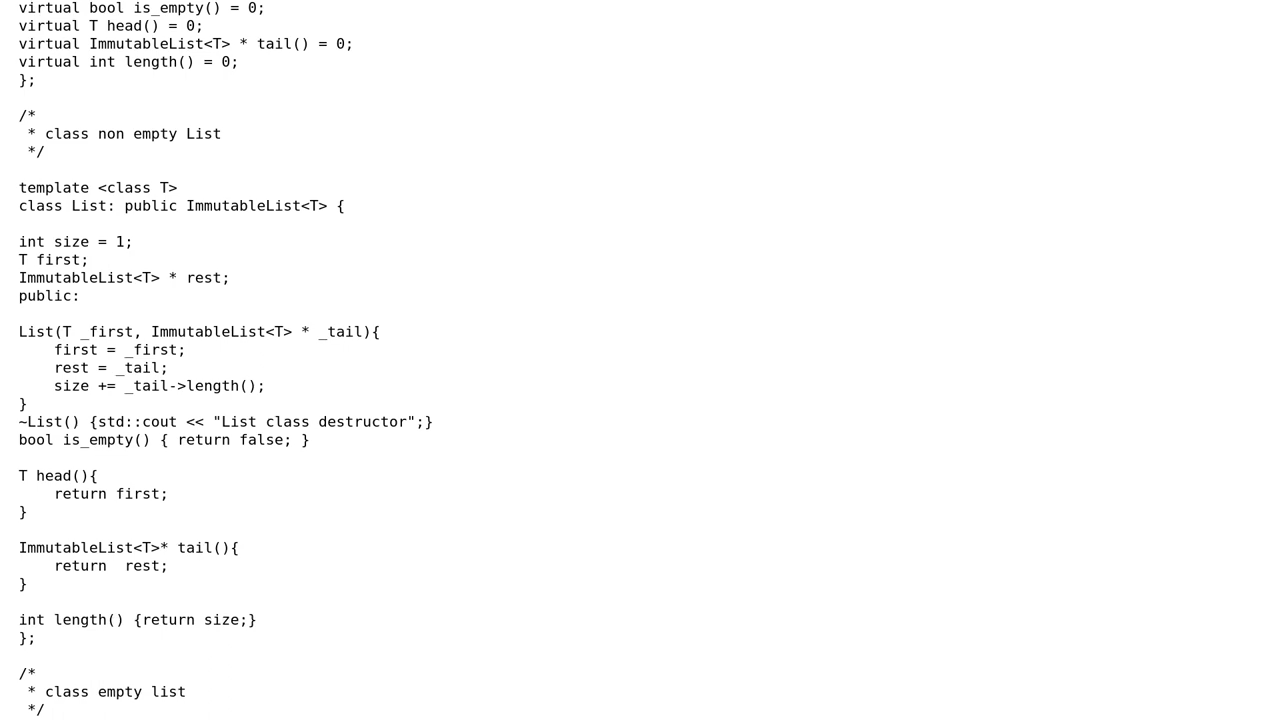 virtual bool is_empty() = 0;
virtual T head() = 0;
virtual ImmutableList<T> * tail() = 0;
virtual int length() = 0;
};

/*
 * class non empty List
 */

template <class T>
class List: public ImmutableList<T> {

int size = 1;
T first;
ImmutableList<T> * rest;
public:

List(T _first, ImmutableList<T> * _tail){
    first = _first;
    rest = _tail;
    size += _tail->length();
}
~List() {std::cout << "List class destructor";}
bool is_empty() { return false; }

T head(){
    return first;
}

ImmutableList<T>* tail(){
    return  rest;
}

int length() {return size;}
};

/*
 * class empty list
 */